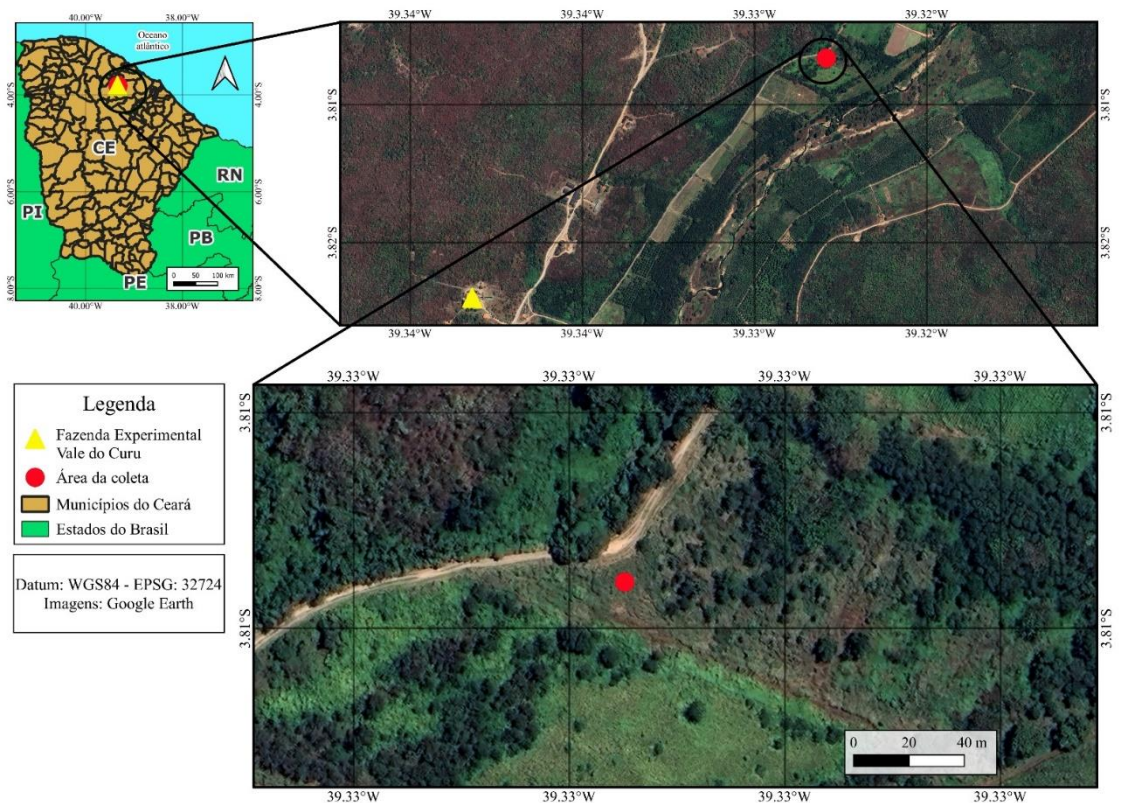 40.00°W 38.00°W
Oceano
atlântico
4.00°S 4.00°S
CE
RN
6.00°S 6.00°S
PI
PB
PE
0 50 100 km
8.00°S 8.00°S
40.00°W 38.00°W
39.34°W 39.34°W 39.33°W 39.32°W
3.81°S 3.81°S
3.82°S 3.82°S
39.34°W 39.34°W 39.33°W 39.32°W
Legenda
Fazenda Experimental
Vale do Curu
Área da coleta
Municípios do Ceará
Estados do Brasil
Datum: WGS84 - EPSG: 32724
Imagens: Google Earth
39.33°W 39.33°W 39.33°W 39.33°W
3.81°S 3.81°S
3.81°S 3.81°S
0 20 40 m
39.33°W 39.33°W 39.33°W 39.33°W